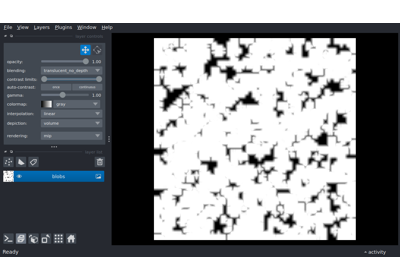 File View Layers Plugins Window Help
opacity: 1.00
blending: translucent_no_depth
contrast limits:
auto-contrast: once continuous
gamma: 1.00
colormap: gray
interpolation: linear
depiction: volume
rendering: mip
blobs
Ready
activity